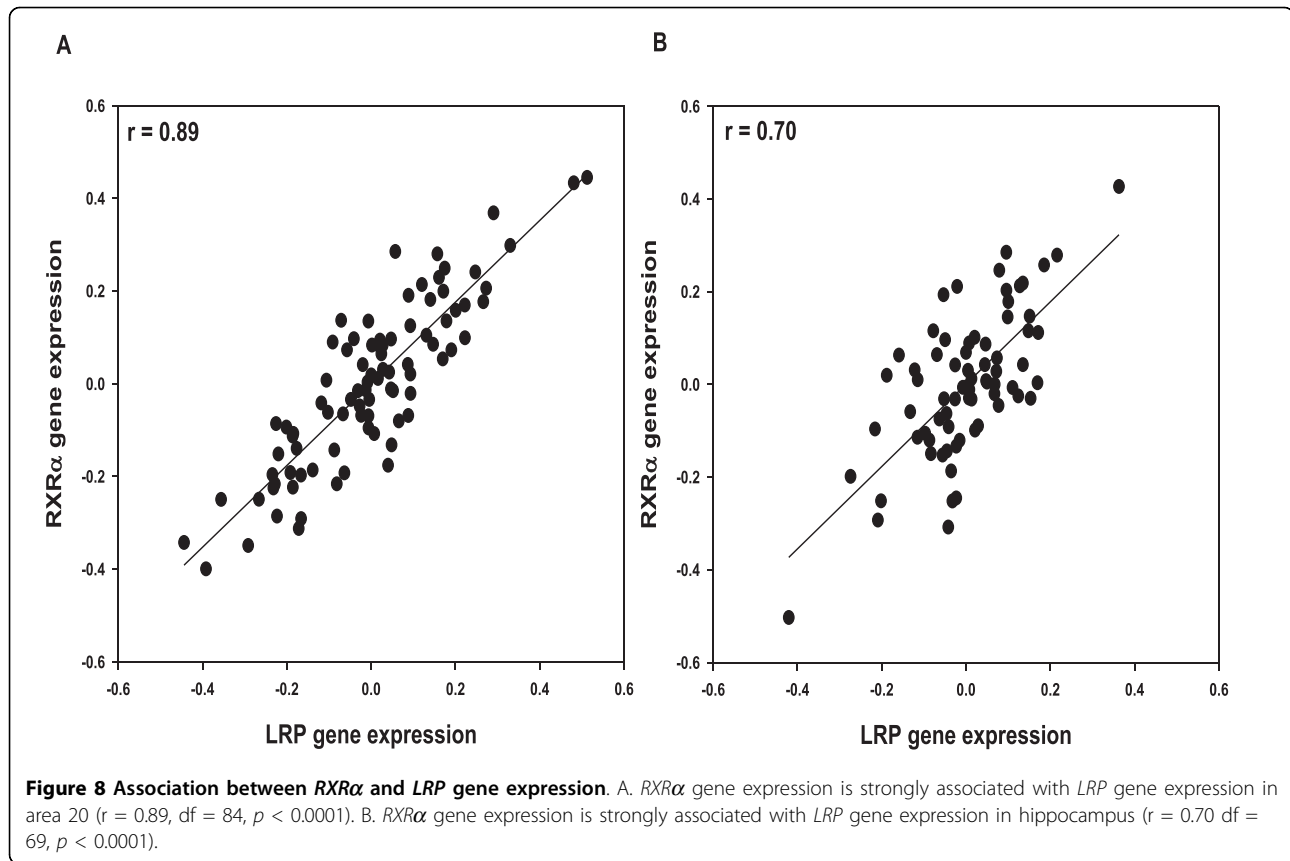 A
B
r = 0.89
r = 0.70
0.6
0.4
0.2
0.0
-0.2
-0.4
-0.6
RXRα gene expression
-0.6 -0.4 -0.2 0.0 0.2 0.4 0.6
LRP gene expression
0.6
0.4
0.2
0.0
-0.2
-0.4
-0.6
RXRα gene expression
-0.6 -0.4 -0.2 0.0 0.2 0.4 0.6
LRP gene expression
Figure 8 Association between RXRα and LRP gene expression. A. RXRα gene expression is strongly associated with LRP gene expression in
area 20 (r = 0.89, df = 84, p < 0.0001). B. RXRα gene expression is strongly associated with LRP gene expression in hippocampus (r = 0.70 df =
69, p < 0.0001).